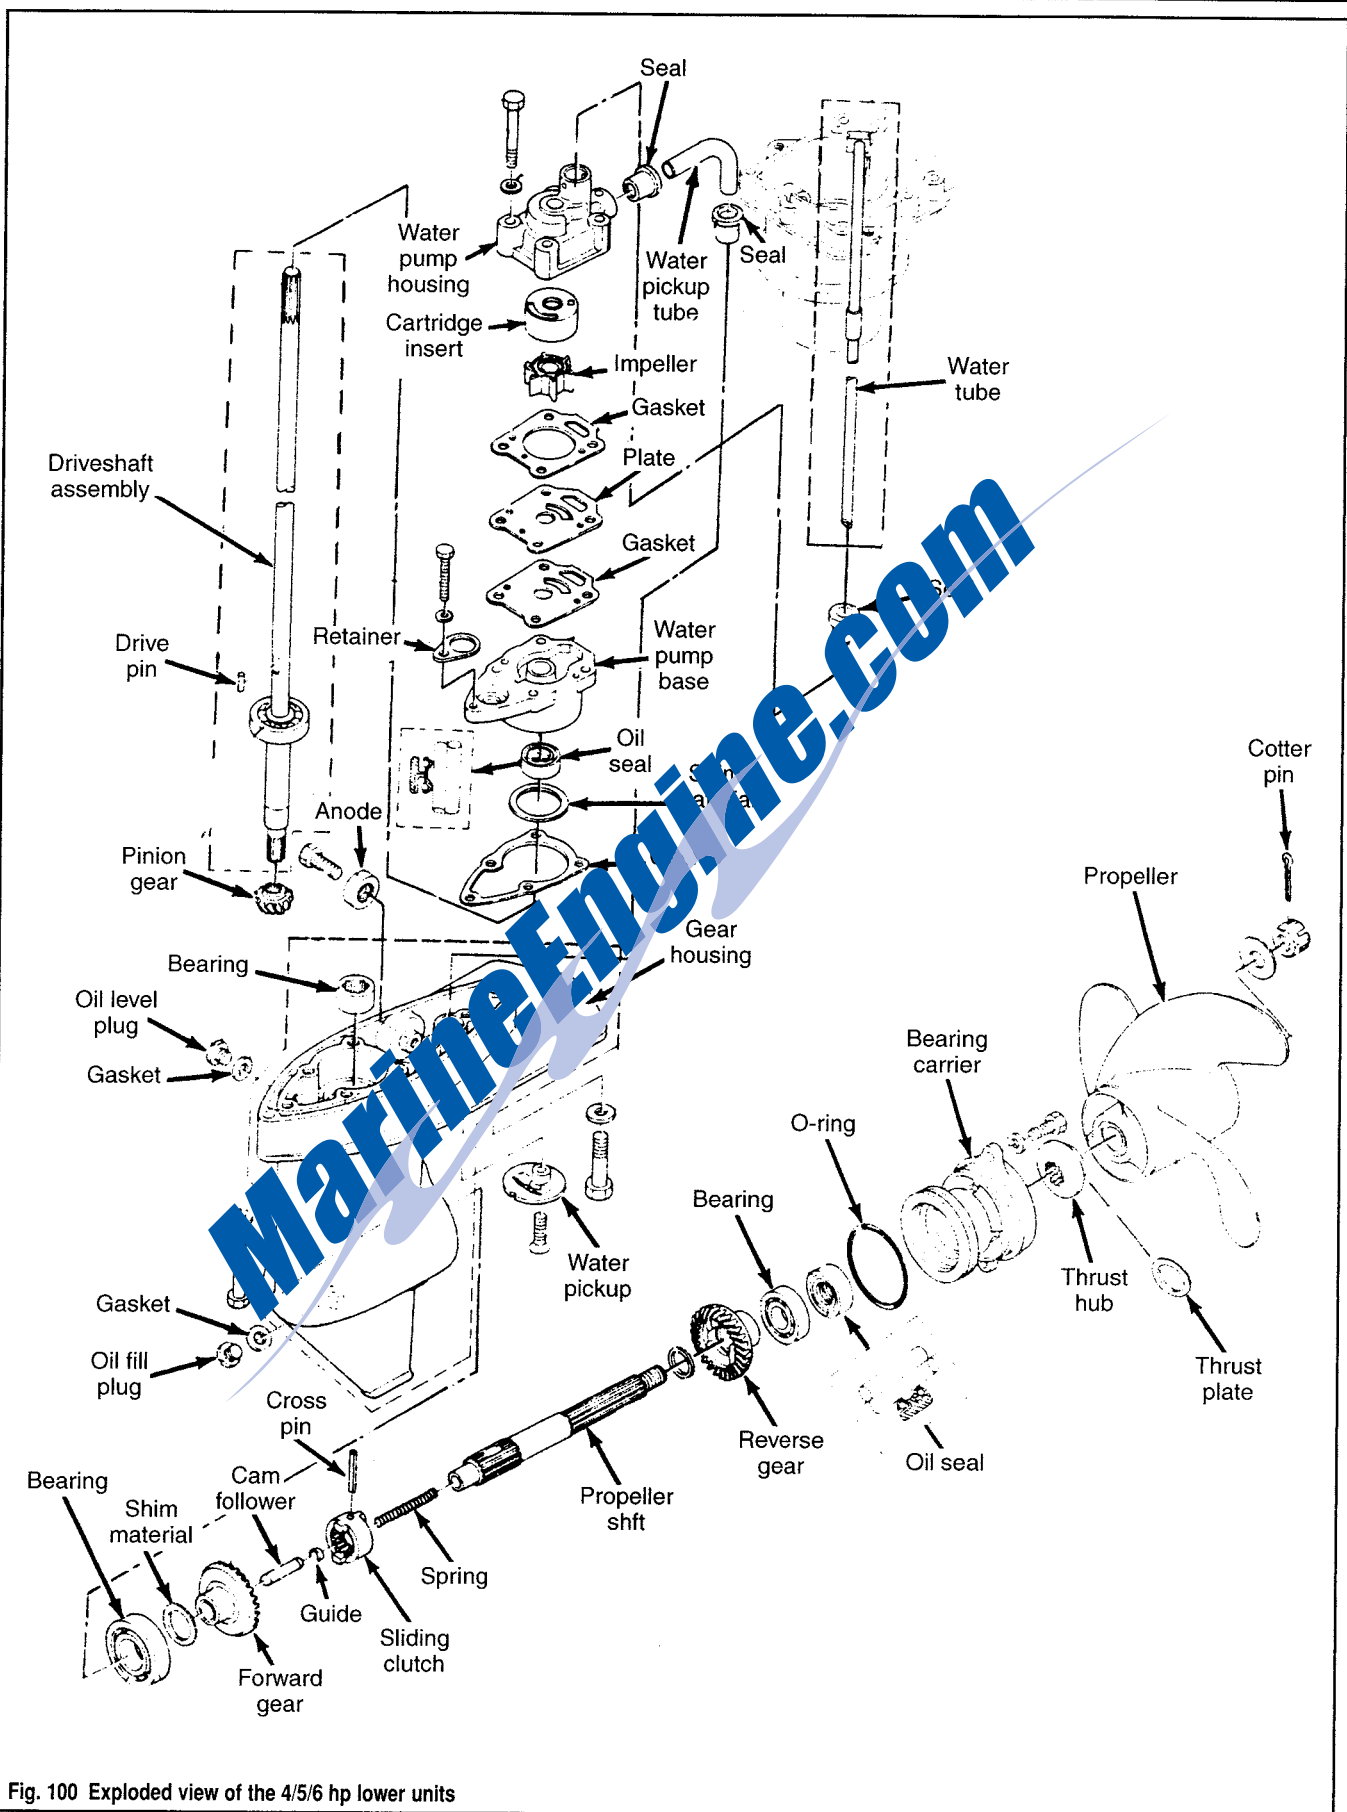 Seal
Water
pump
housing
Seal
Water
pickup
tube
Cartridge
insert
Impeller
Water
tube
Gasket
Plate
Driveshaft
assembly
Gasket
Drive
pin
Retainer
Water
pump
base
Oil
seal
Cotter
pin
Anode
Pinion
gear
Propeller
Gear
housing
Bearing
Oil level
plug
Gasket
Bearing
carrier
O-ring
Bearing
Water
pickup
Thrust
hub
Gasket
Oil fill
plug
Thrust
plate
Cross
pin
Reverse
gear
Oil seal
Bearing
Cam
follower
Shim
material
Propeller
shft
Spring
Guide
Sliding
clutch
Forward
gear
MarineEngine.com
Fig. 100 Exploded view of the 4/5/6 hp lower units